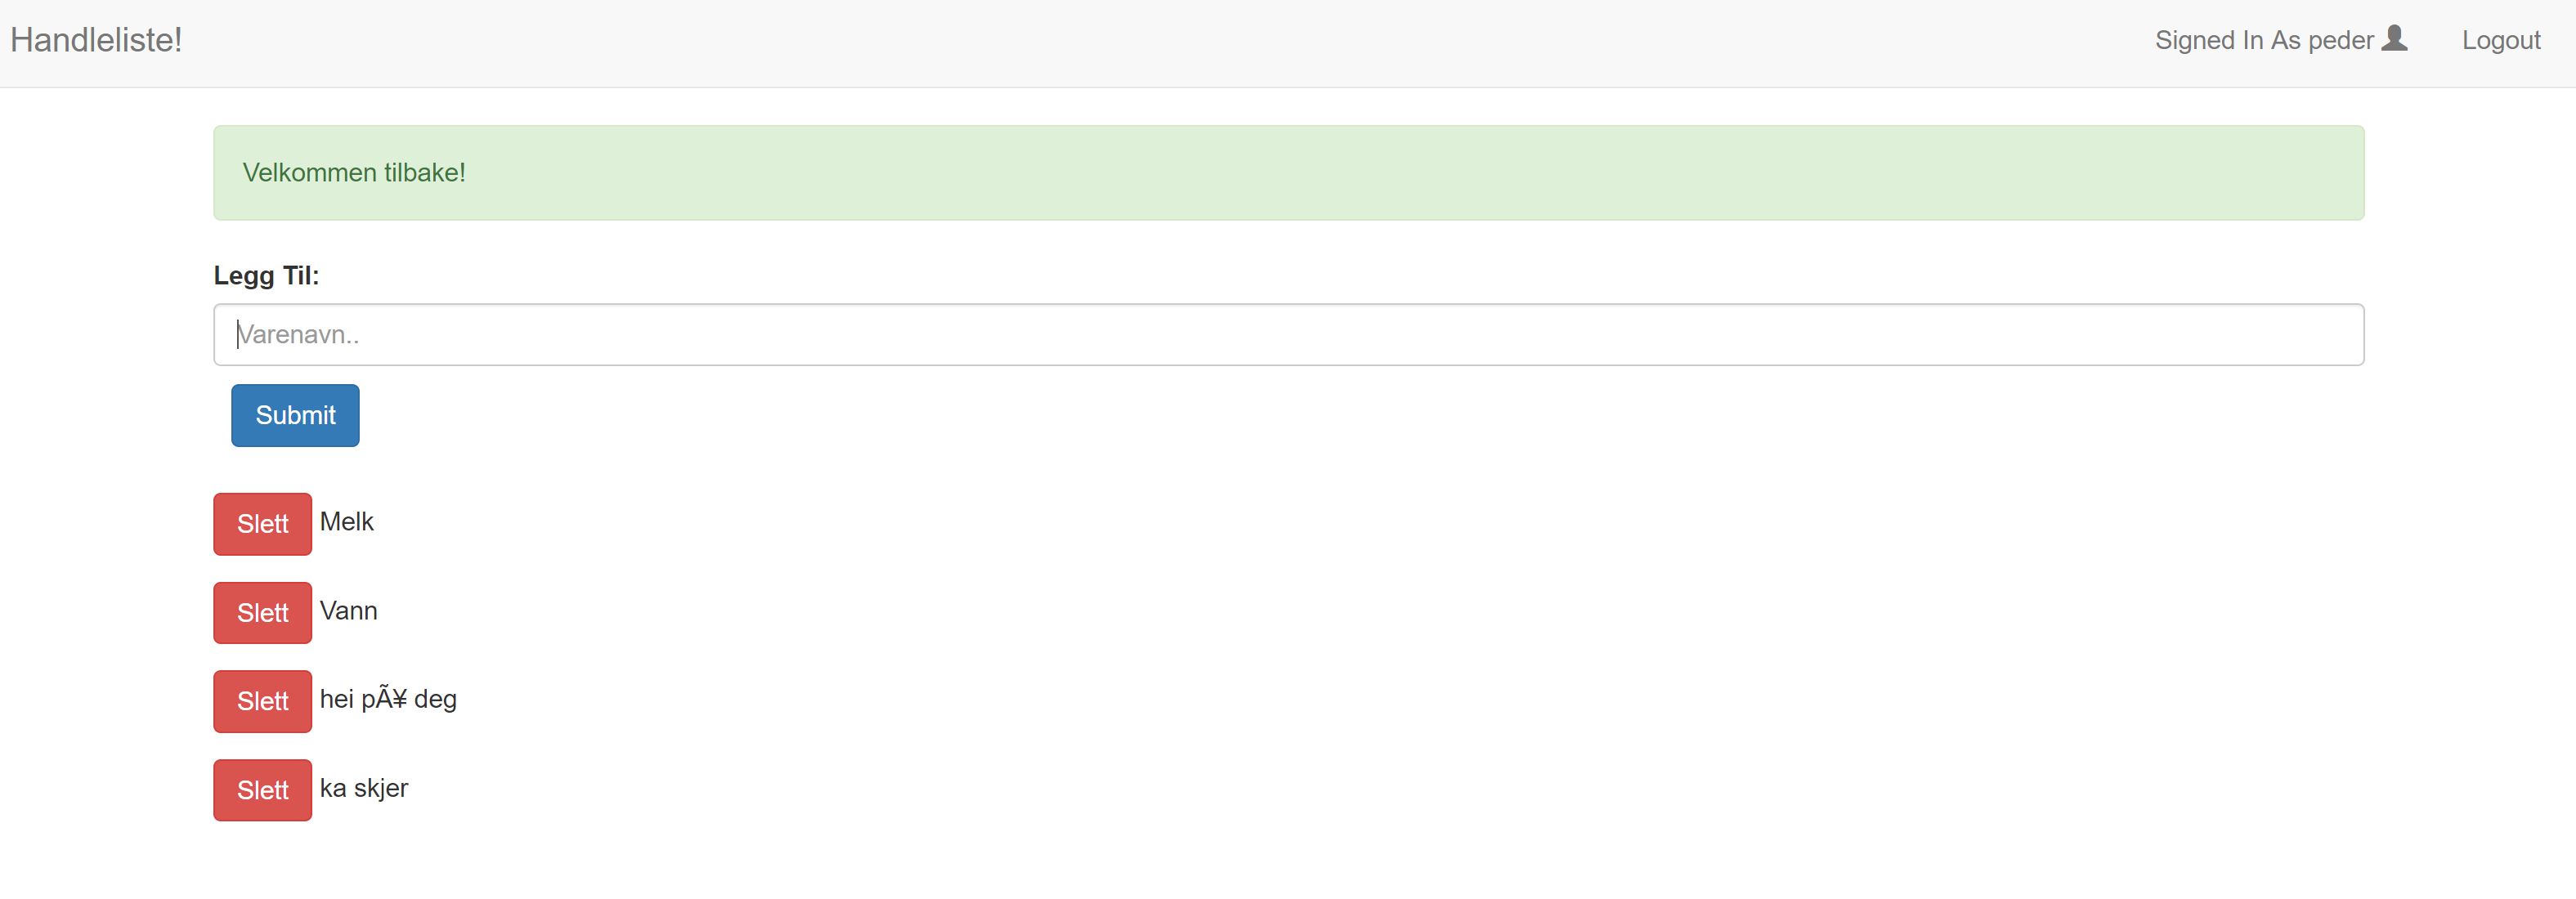 Handleliste!
Signed In As peder
Logout
Velkommen tilbake!
Legg Til:
Varenavn..
Submit
Slett Melk
Slett Vann
Slett hei pÃ¥ deg
Slett ka skjer